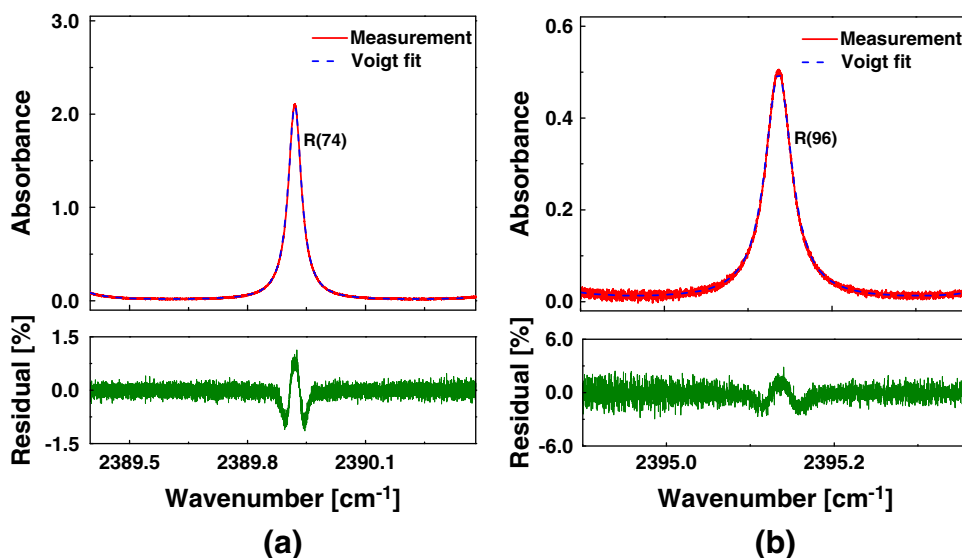 3.0
2.0
1.0
0.0
Absorbance
Measurement
Voigt fit
R(74)
1.5
0.0
-1.5
Residual [%]
2389.5 2389.8 2390.1
Wavenumber [cm-1]
(a)
0.6
0.4
0.2
0.0
Absorbance
Measurement
Voigt fit
R(96)
6.0
0.0
-6.0
Residual [%]
2395.0 2395.2
Wavenumber [cm-1]
(b)